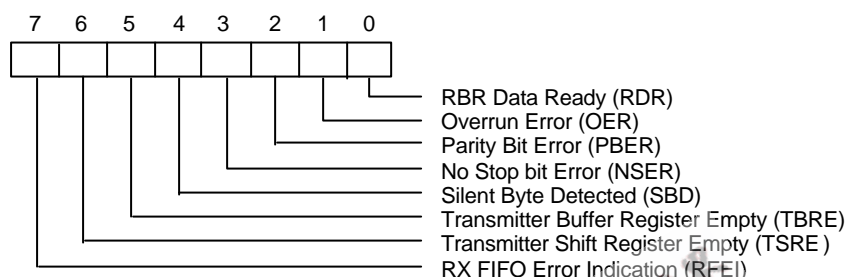 7 6 5 4 3 2 1 0
RBR Data Ready (RDR)
Overrun Error (OER)
Parity Bit Error (PBER)
No Stop bit Error (NSER)
Silent Byte Detected (SBD)
Transmitter Buffer Register Empty (TBRE)
Transmitter Shift Register Empty (TSRE )
RX FIFO Error Indication (RFEI)